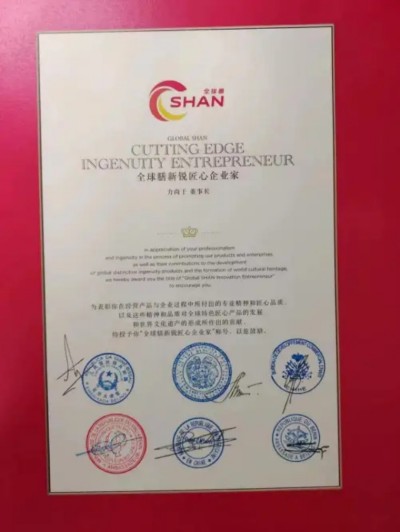 全球膳
SHAN
GLOBAL SHAN
CUTTING EDGE
INGENUITY ENTREPRENEUR
全球膳新锐匠心企业家
方向于 董事长
in appreciation of your professionalism
and ingenuity in the process of promoting our products and enterprises
as well as their contributions to the development
of global distinctive ingenuity products and the formation of world cultural heritage,
we hereby award you the title of "Global Textile Innovation Entrepreneur"
to encourage you.
为表彰你在经营产品与企业过程中所付出的专业精神和匠心品质,
以及这些精神和品质对全球特色匠心产品的发展
和世界文化遗产的形成所作出的贡献,
特授予你"全球膳新锐匠心企业家"称号, 以兹鼓励。